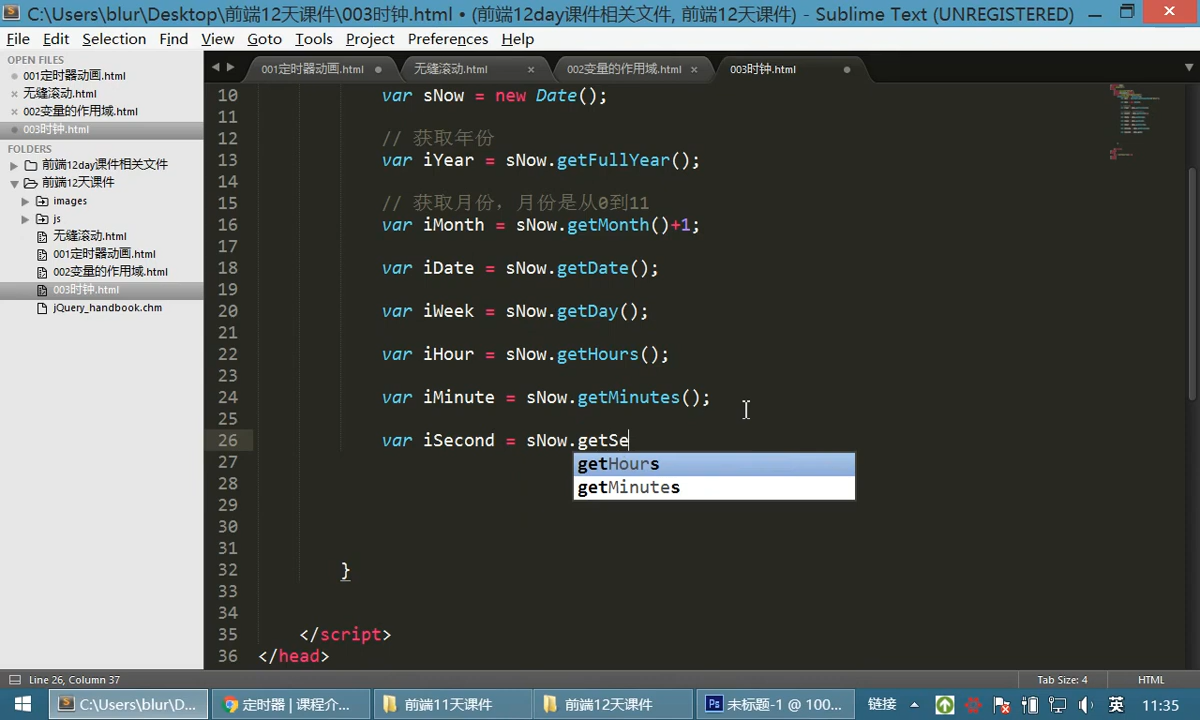 C:\Users\blur\Desktop\前端12天课件\003时钟.html • (前端12day课件相关文件, 前端12天课件) - Sublime Text (UNREGISTERED)
File Edit Selection Find View Goto Tools Project Preferences Help
OPEN FILES
001定时器动画.html
无缝滚动.html
002变量的作用域.html
003时钟.html
FOLDERS
前端12day课件相关文件
前端12天课件
images
js
无缝滚动.html
001定时器动画.html
002变量的作用域.html
003时钟.html
jQuery_handbook.chm
001定时器动画.html 无缝滚动.html 002变量的作用域.html 003时钟.html
10 var sNow = new Date();
11
12 // 获取年份
13 var iYear = sNow.getFullYear();
14
15 // 获取月份，月份是从0到11
16 var iMonth = sNow.getMonth()+1;
17
18 var iDate = sNow.getDate();
19
20 var iWeek = sNow.getDay();
21
22 var iHour = sNow.getHours();
23
24 var iMinute = sNow.getMinutes();
25
26 var iSecond = sNow.getSe
getHours
getMinutes
27
28
29
30
31
32 }
33
34
35 </script>
36 </head>
Line 26, Column 37 Tab Size: 4 HTML
C:\Users\blur\D... 定时器 | 课程介... 前端11天课件 前端12天课件 未标题-1 @ 100... 链接 英 11:35